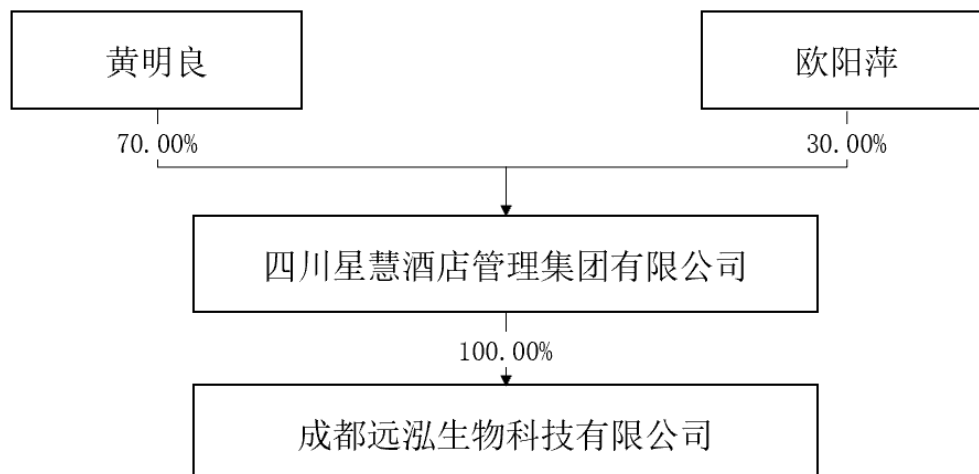 黄明良
欧阳萍
70.00%
30.00%
四川星慧酒店管理集团有限公司
100.00%
成都远泓生物科技有限公司